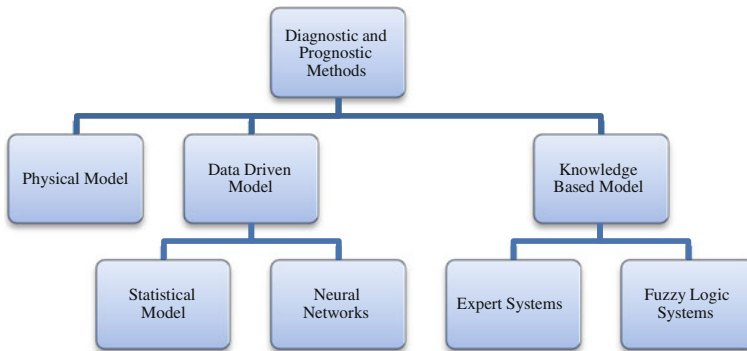 Diagnostic and
Prognostic
Methods
Physical Model
Data Driven
Model
Knowledge
Based Model
Statistical
Model
Neural
Networks
Expert Systems
Fuzzy Logic
Systems